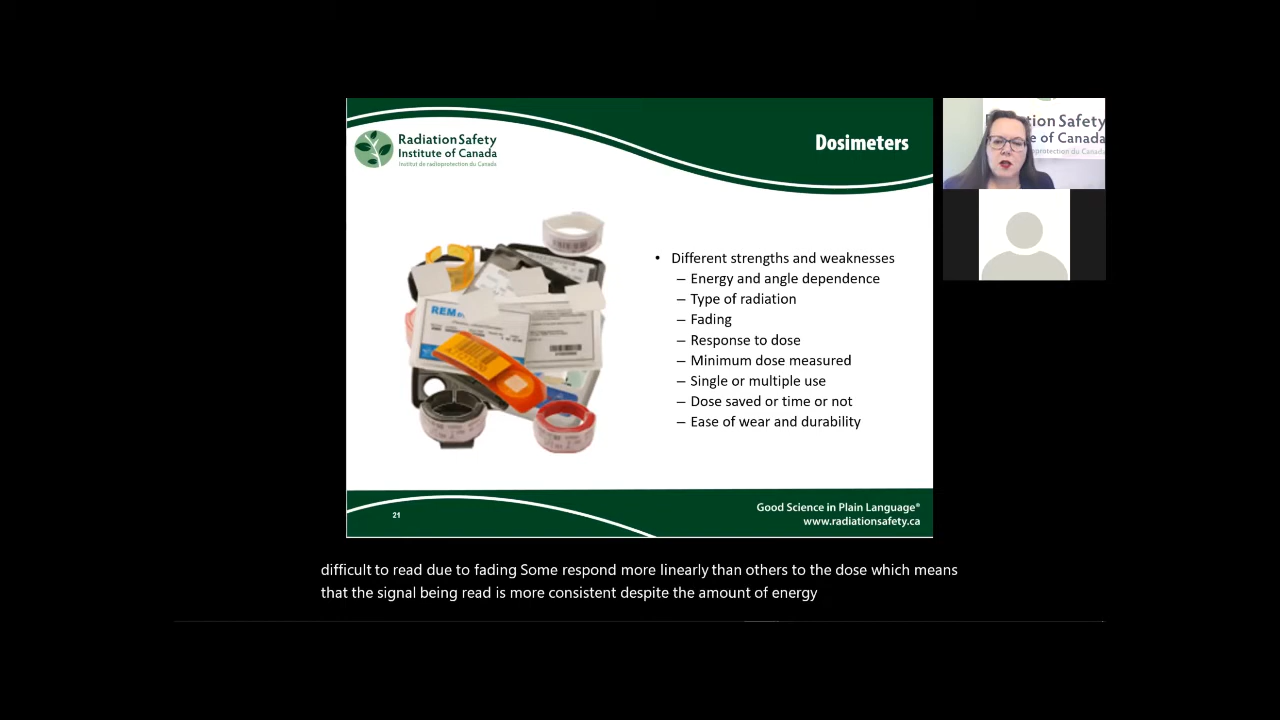 Radiation Safety
Institute of Canada
Institut de radioprotection du Canada
Dosimeters
• Different strengths and weaknesses
– Energy and angle dependence
– Type of radiation
– Fading
– Response to dose
– Minimum dose measured
– Single or multiple use
– Dose saved or time or not
– Ease of wear and durability
REM
21
Good Science in Plain Language®
www.radiationsafety.ca
tion Safety
e of Canada
dioprotection du Canada
difficult to read due to fading Some respond more linearly than others to the dose which means
that the signal being read is more consistent despite the amount of energy